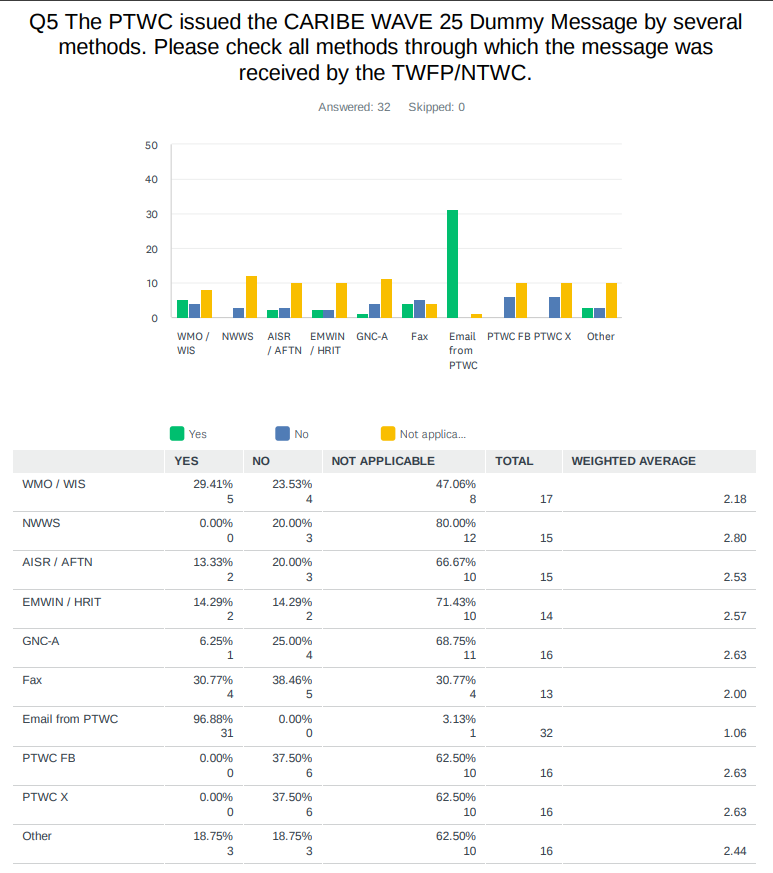 Q5 The PTWC issued the CARIBE WAVE 25 Dummy Message by several
methods. Please check all methods through which the message was
received by the TWFP/NTWC.
Answered: 32 Skipped: 0
50
40
30
20
10
0
WMO / WIS
NWWS
AISR / AFTN
EMWIN / HRIT
GNC-A
Fax
Email from PTWC
PTWC FB
PTWC X
Other
Yes No Not applica...
YES NO NOT APPLICABLE TOTAL WEIGHTED AVERAGE
WMO / WIS 29.41% 23.53% 47.06%
5 4 8 17 2.18
NWWS 0.00% 20.00% 80.00%
0 3 12 15 2.80
AISR / AFTN 13.33% 20.00% 66.67%
2 3 10 15 2.53
EMWIN / HRIT 14.29% 14.29% 71.43%
2 2 10 14 2.57
GNC-A 6.25% 25.00% 68.75%
1 4 11 16 2.63
Fax 30.77% 38.46% 30.77%
4 5 4 13 2.00
Email from PTWC 96.88% 0.00% 3.13%
31 0 1 32 1.06
PTWC FB 0.00% 37.50% 62.50%
0 6 10 16 2.63
PTWC X 0.00% 37.50% 62.50%
0 6 10 16 2.63
Other 18.75% 18.75% 62.50%
3 3 10 16 2.44